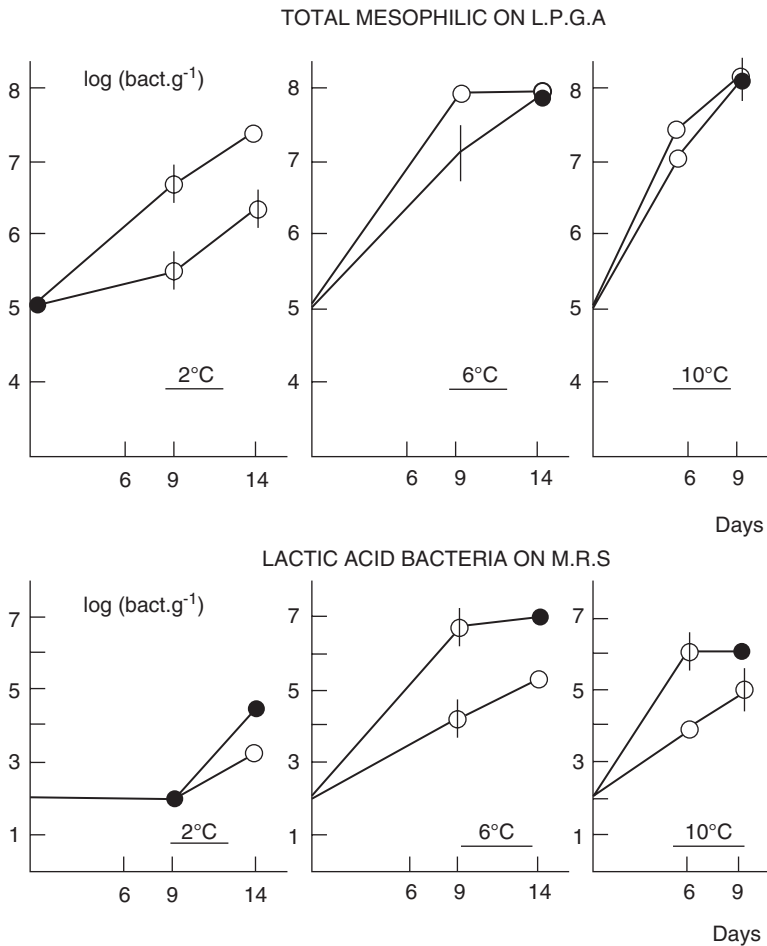 TOTAL MESOPHILIC ON L.P.G.A
log (bact.g⁻¹)
8
7
6
5
4
2°C
6 9 14
8
7
6
5
4
6°C
6 9 14
8
7
6
5
4
10°C
6 9
Days
LACTIC ACID BACTERIA ON M.R.S
log (bact.g⁻¹)
7
5
3
1
2°C
6 9 14
7
5
3
1
6°C
6 9 14
7
5
3
1
10°C
6 9
Days